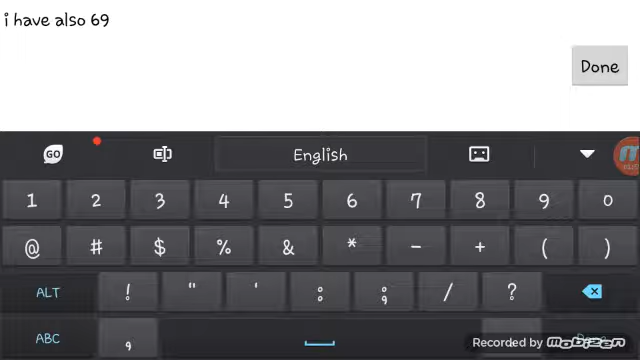 i have also 69
Done
GO English
1 2 3 4 5 6 7 8 9 0
@ # $ % & * - + ( )
ALT ! " ' : ; / ?
ABC , Recorded by MOBIZEN